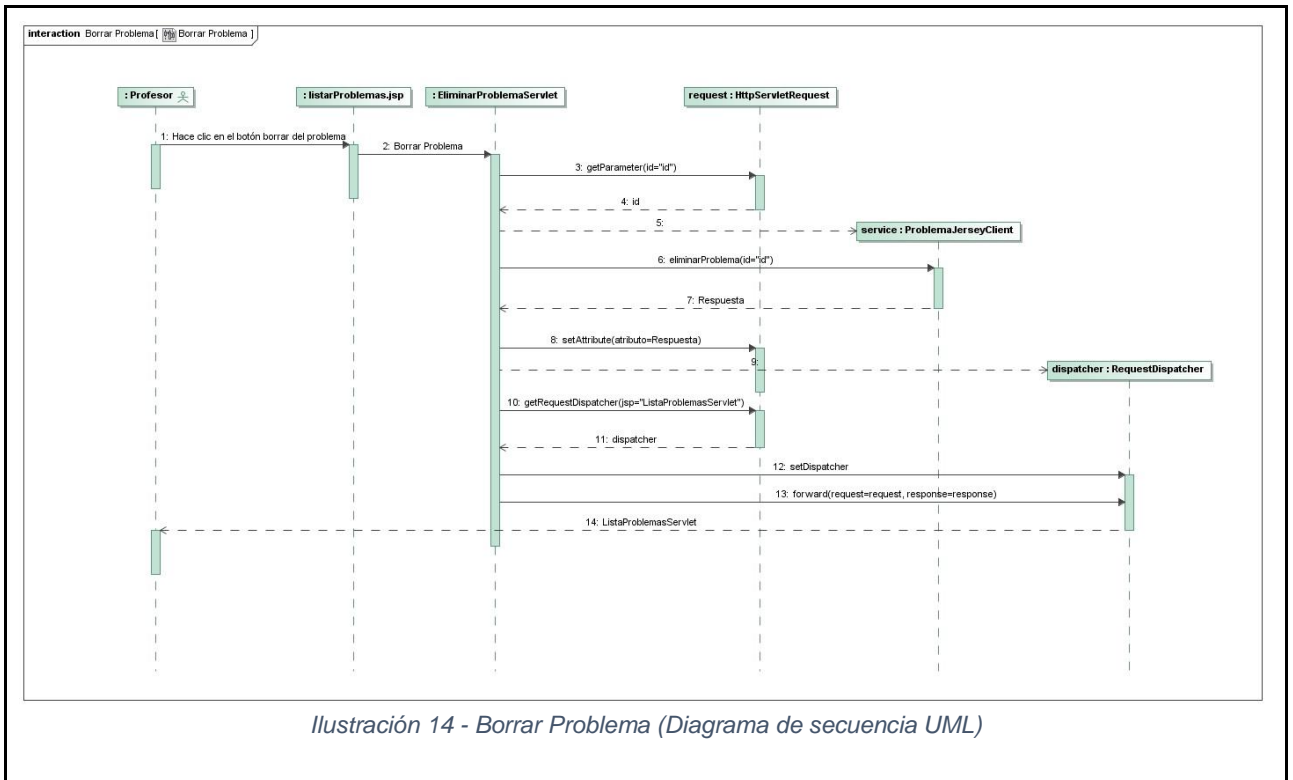 interaction Borrar Problema [ Borrar Problema ]
: Profesor
: listarProblemas.jsp
: EliminarProblemaServlet
request : HttpServletRequest
1: Hace clic en el botón borrar del problema
2: Borrar Problema
3: getParameter(id="id")
4: id
5:
service : ProblemaJerseyClient
6: eliminarProblema(id="id")
7: Respuesta
8: setAttribute(atributo=Respuesta)
9:
dispatcher : RequestDispatcher
10: getRequestDispatcher(jsp="ListaProblemasServlet")
11: dispatcher
12: setDispatcher
13: forward(request=request, response=response)
14: ListaProblemasServlet
Ilustración 14 - Borrar Problema (Diagrama de secuencia UML)